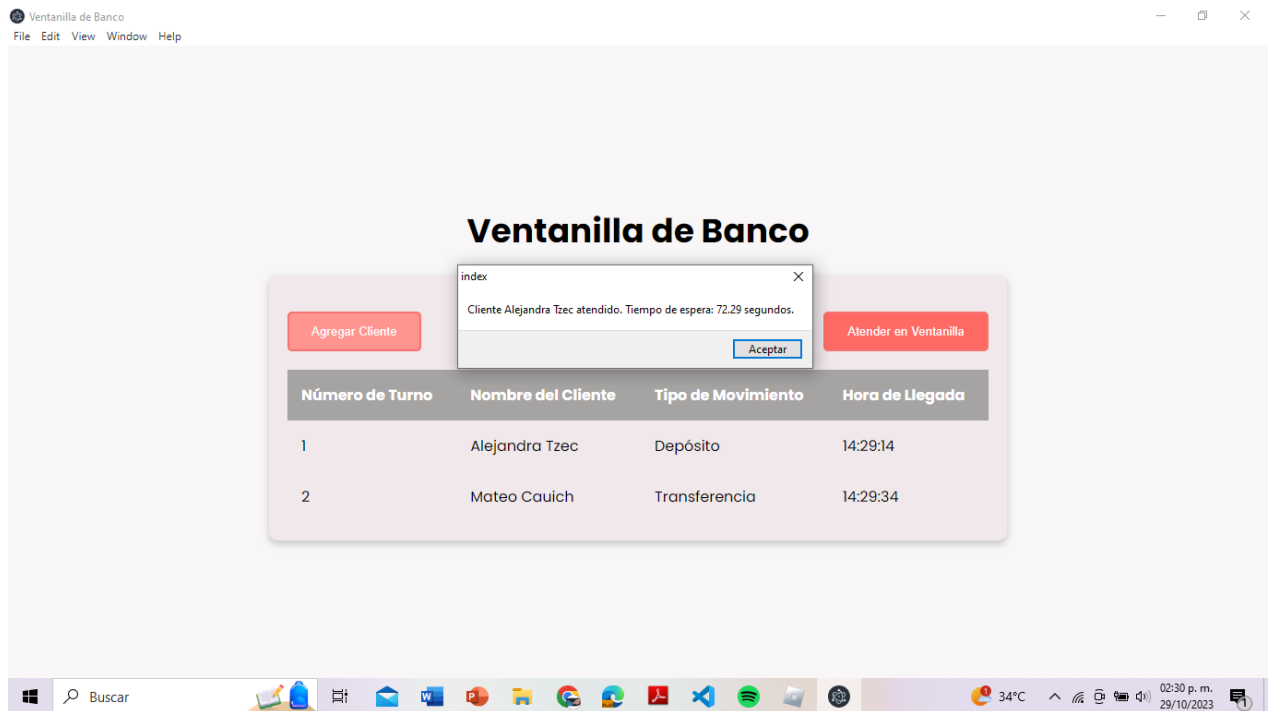 Ventanilla de Banco
File Edit View Window Help
Ventanilla de Banco
index
Cliente Alejandra Tzec atendido. Tiempo de espera: 72.29 segundos.
Aceptar
Agregar Cliente
Atender en Ventanilla
Número de Turno Nombre del Cliente Tipo de Movimiento Hora de Llegada
1 Alejandra Tzec Depósito 14:29:14
2 Mateo Cauich Transferencia 14:29:34
Buscar
1
34°C
02:30 p. m.
29/10/2023
1